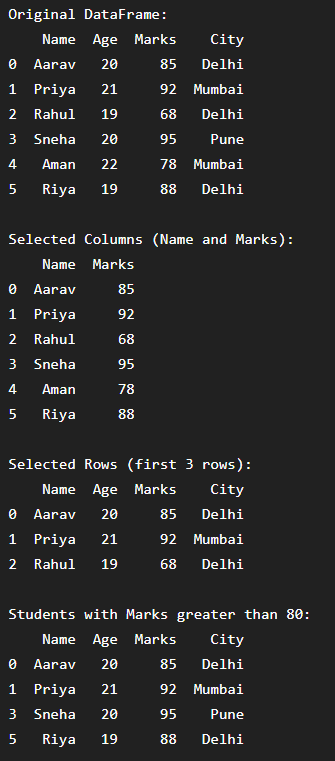 Original DataFrame:
    Name  Age  Marks    City
0  Aarav   20     85   Delhi
1  Priya   21     92  Mumbai
2  Rahul   19     68   Delhi
3  Sneha   20     95    Pune
4   Aman   22     78  Mumbai
5   Riya   19     88   Delhi

Selected Columns (Name and Marks):
    Name  Marks
0  Aarav     85
1  Priya     92
2  Rahul     68
3  Sneha     95
4   Aman     78
5   Riya     88

Selected Rows (first 3 rows):
    Name  Age  Marks    City
0  Aarav   20     85   Delhi
1  Priya   21     92  Mumbai
2  Rahul   19     68   Delhi

Students with Marks greater than 80:
    Name  Age  Marks    City
0  Aarav   20     85   Delhi
1  Priya   21     92  Mumbai
3  Sneha   20     95    Pune
5   Riya   19     88   Delhi